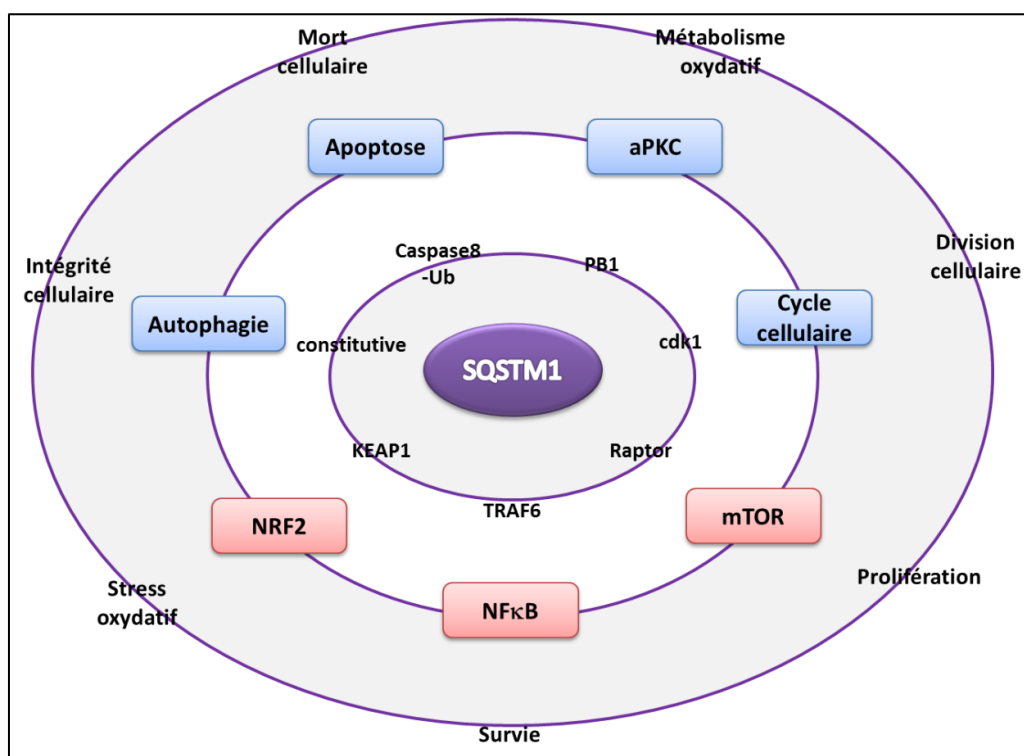 Mort
cellulaire
Métabolisme
oxydatif
Apoptose
aPKC
Caspase8
-Ub
PB1
Division
cellulaire
Intégrité
cellulaire
Autophagie
Cycle
cellulaire
constitutive
cdk1
SQSTM1
KEAP1
Raptor
TRAF6
NRF2
mTOR
NFκB
Stress
oxydatif
Prolifération
Survie